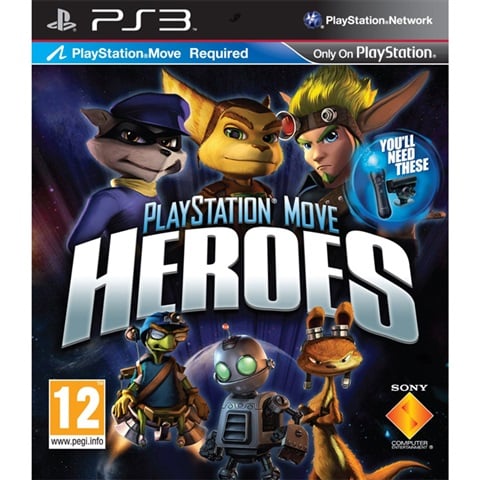 PS3
PlayStation®Network
PlayStation®Move Required
Only On PlayStation®
YOU'LL
NEED
THESE
PLAYSTATION® MOVE
HEROES
12
www.pegi.info
SONY
COMPUTER
ENTERTAINMENT®